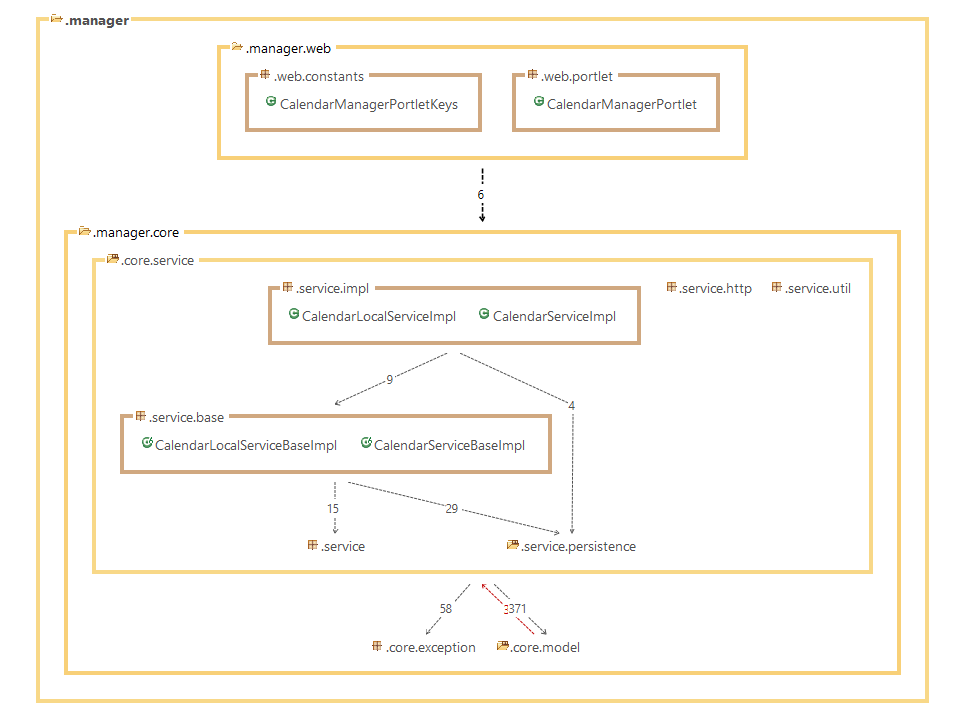 .manager
.manager.web
.web.constants
.web.portlet
CalendarManagerPortletKeys
CalendarManagerPortlet
6
.manager.core
.core.service
.service.impl
.service.http
.service.util
CalendarLocalServiceImpl
CalendarServiceImpl
9
4
.service.base
CalendarLocalServiceBaseImpl
CalendarServiceBaseImpl
15
29
.service
.service.persistence
58
371
.core.exception
.core.model